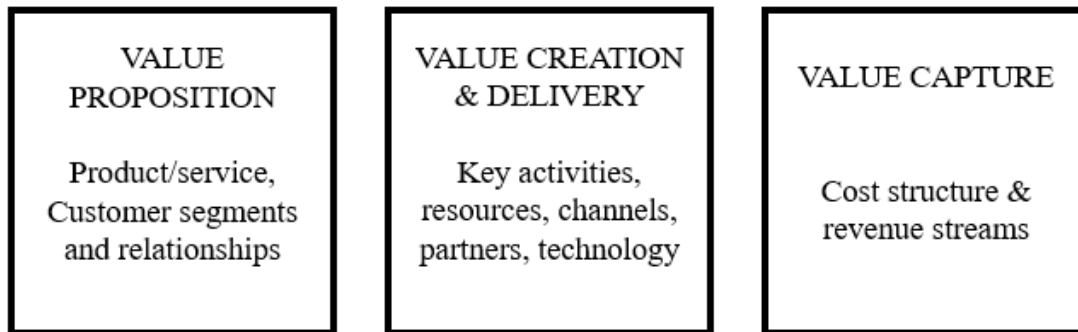 VALUE
PROPOSITION
Product/service,
Customer segments
and relationships
VALUE CREATION
& DELIVERY
Key activities,
resources, channels,
partners, technology
VALUE CAPTURE
Cost structure &
revenue streams